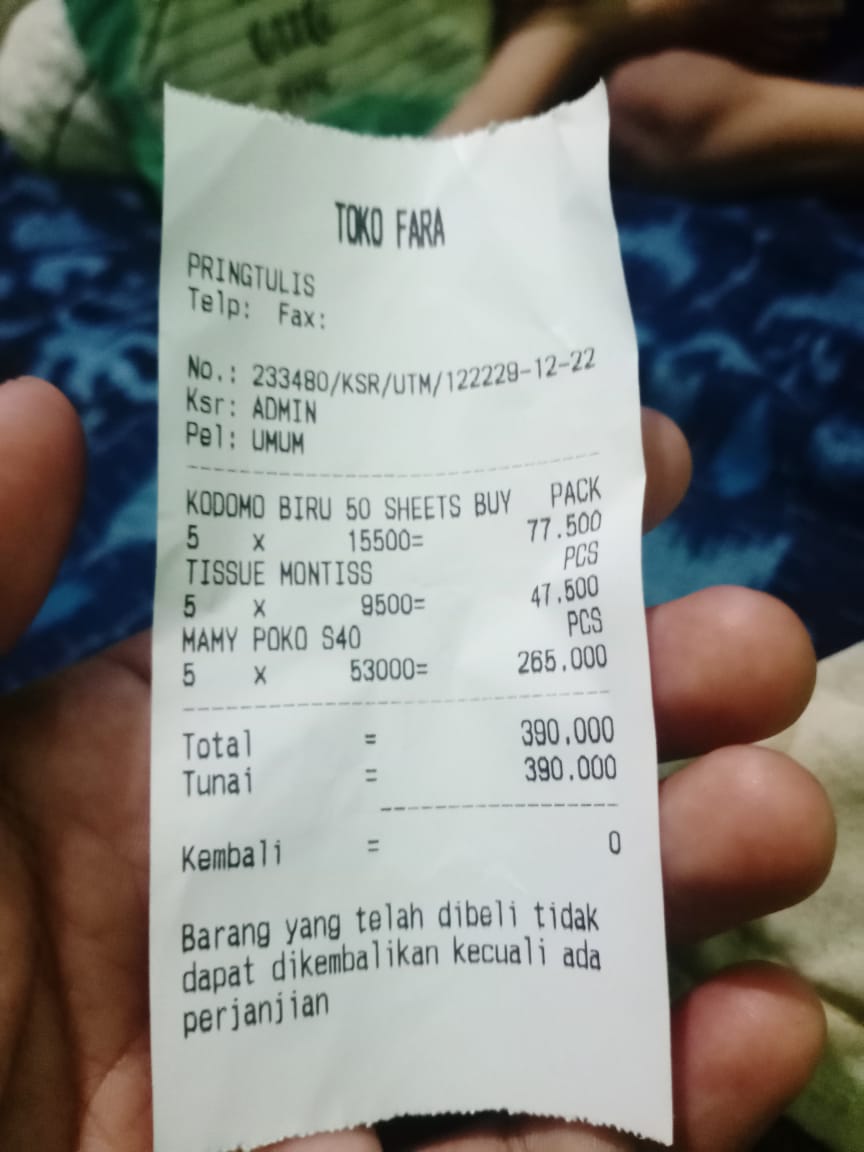 TOKO FARA
PRINGTULIS
Telp: Fax:
No.: 233480/KSR/UTM/122229-12-22
Ksr: ADMIN
Pel: UMUM
KODOMO BIRU 50 SHEETS BUY PACK
5 x 15500= 77.500
TISSUE MONTISS PCS
5 x 9500= 47.500
MAMY POKO S40 PCS
5 x 53000= 265.000
Total = 390.000
Tunai = 390.000
Kembali = 0
Barang yang telah dibeli tidak
dapat dikembalikan kecuali ada
perjanjian